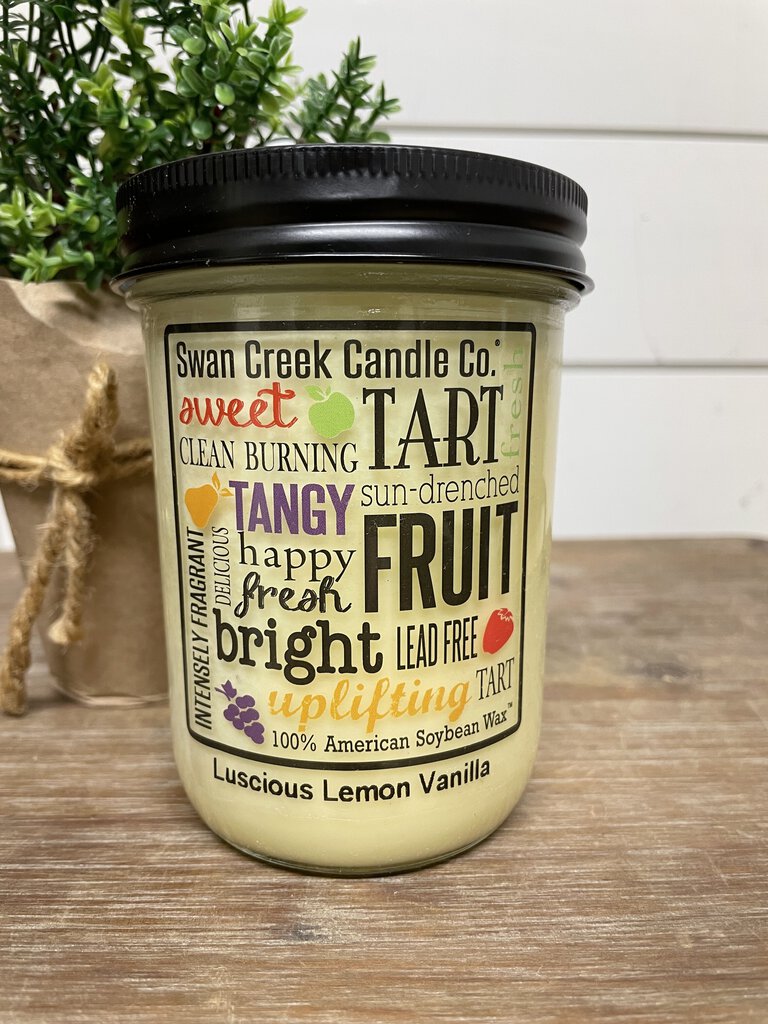 Swan Creek Candle Co.®
sweet
TART
fresh
CLEAN BURNING
TANGY
sun-drenched
FRUIT
INTENSELY FRAGRANT
DELICIOUS
happy
fresh
bright
LEAD FREE
uplifting
TART
100% American Soybean Wax™
Luscious Lemon Vanilla